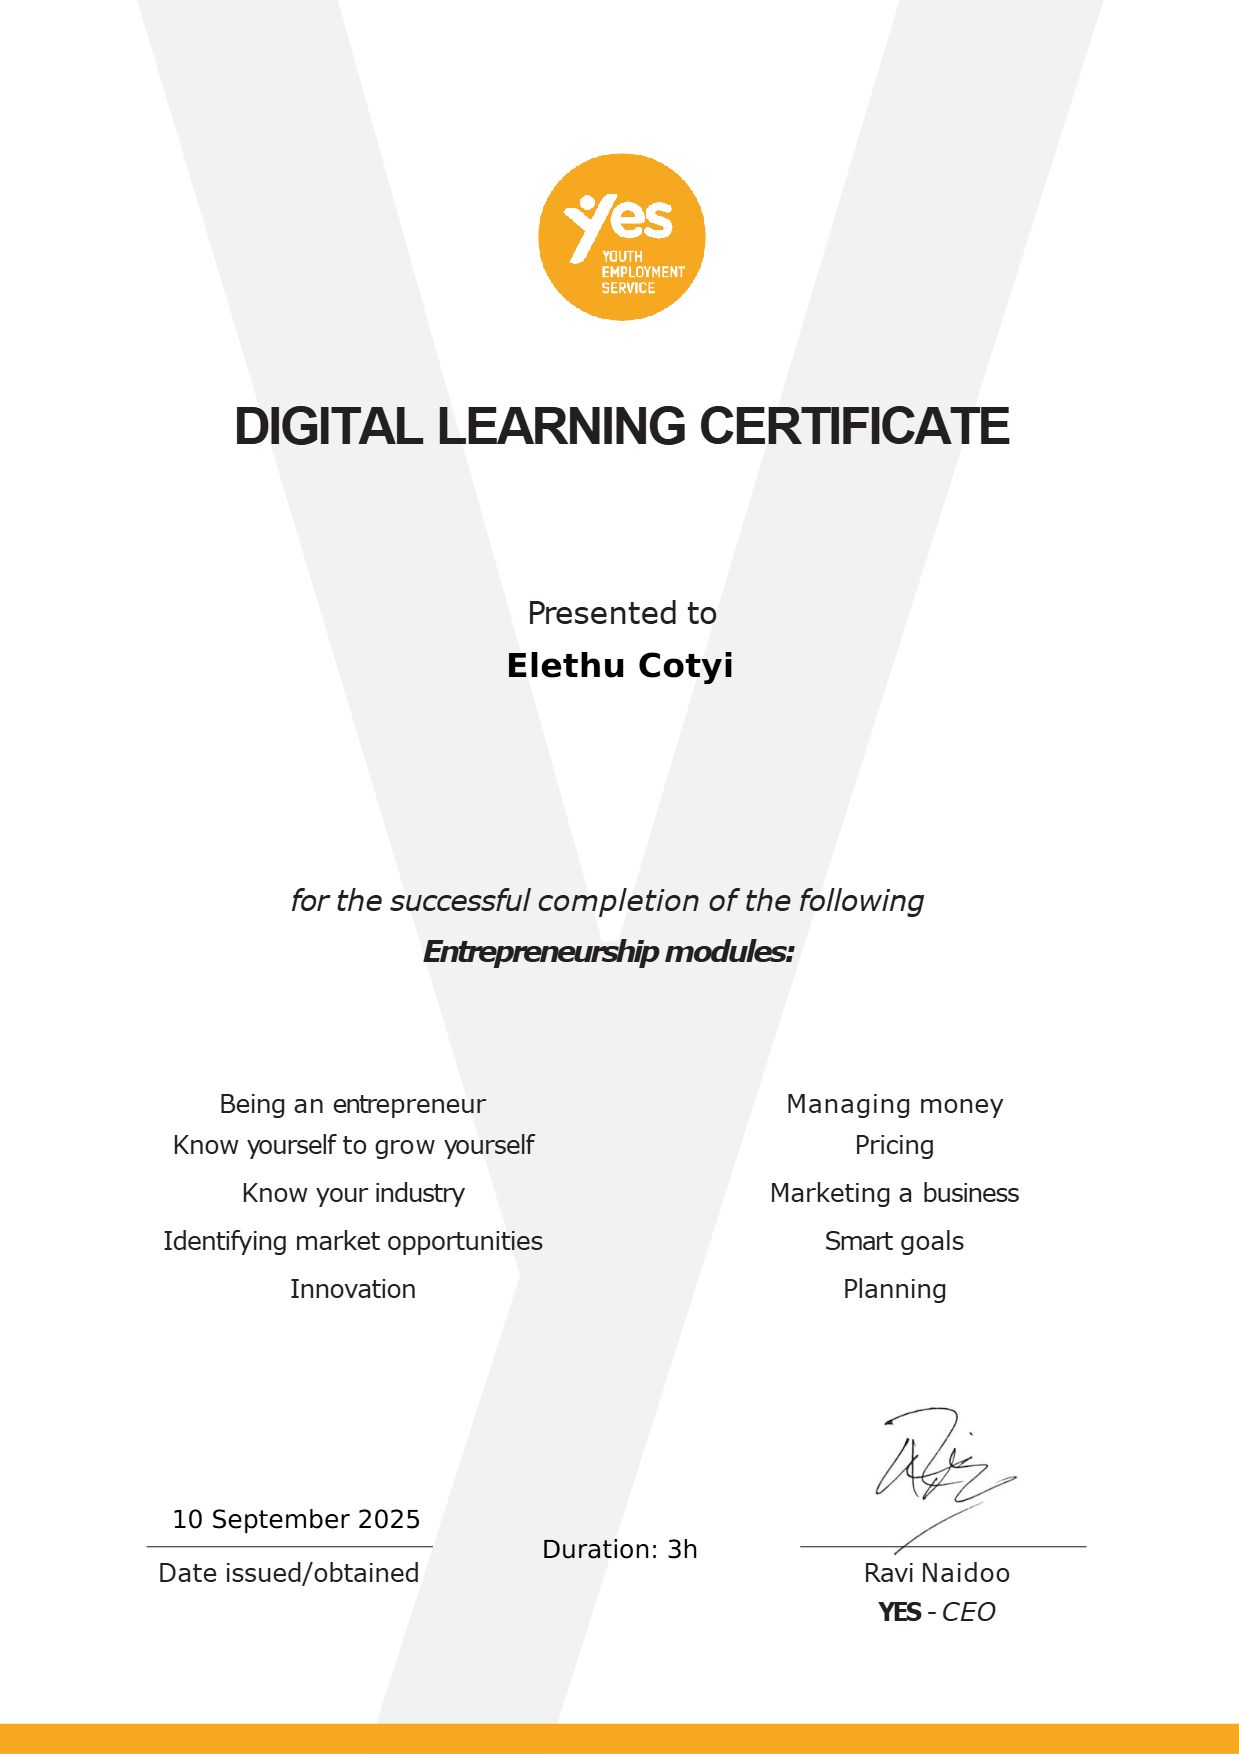 yes
YOUTH
EMPLOYMENT
SERVICE
DIGITAL LEARNING CERTIFICATE
Presented to
Elethu Cotyi
for the successful completion of the following
Entrepreneurship modules:
Being an entrepreneur
Know yourself to grow yourself
Know your industry
Identifying market opportunities
Innovation
Managing money
Pricing
Marketing a business
Smart goals
Planning
10 September 2025
Date issued/obtained
Duration: 3h
Ravi Naidoo
YES - CEO